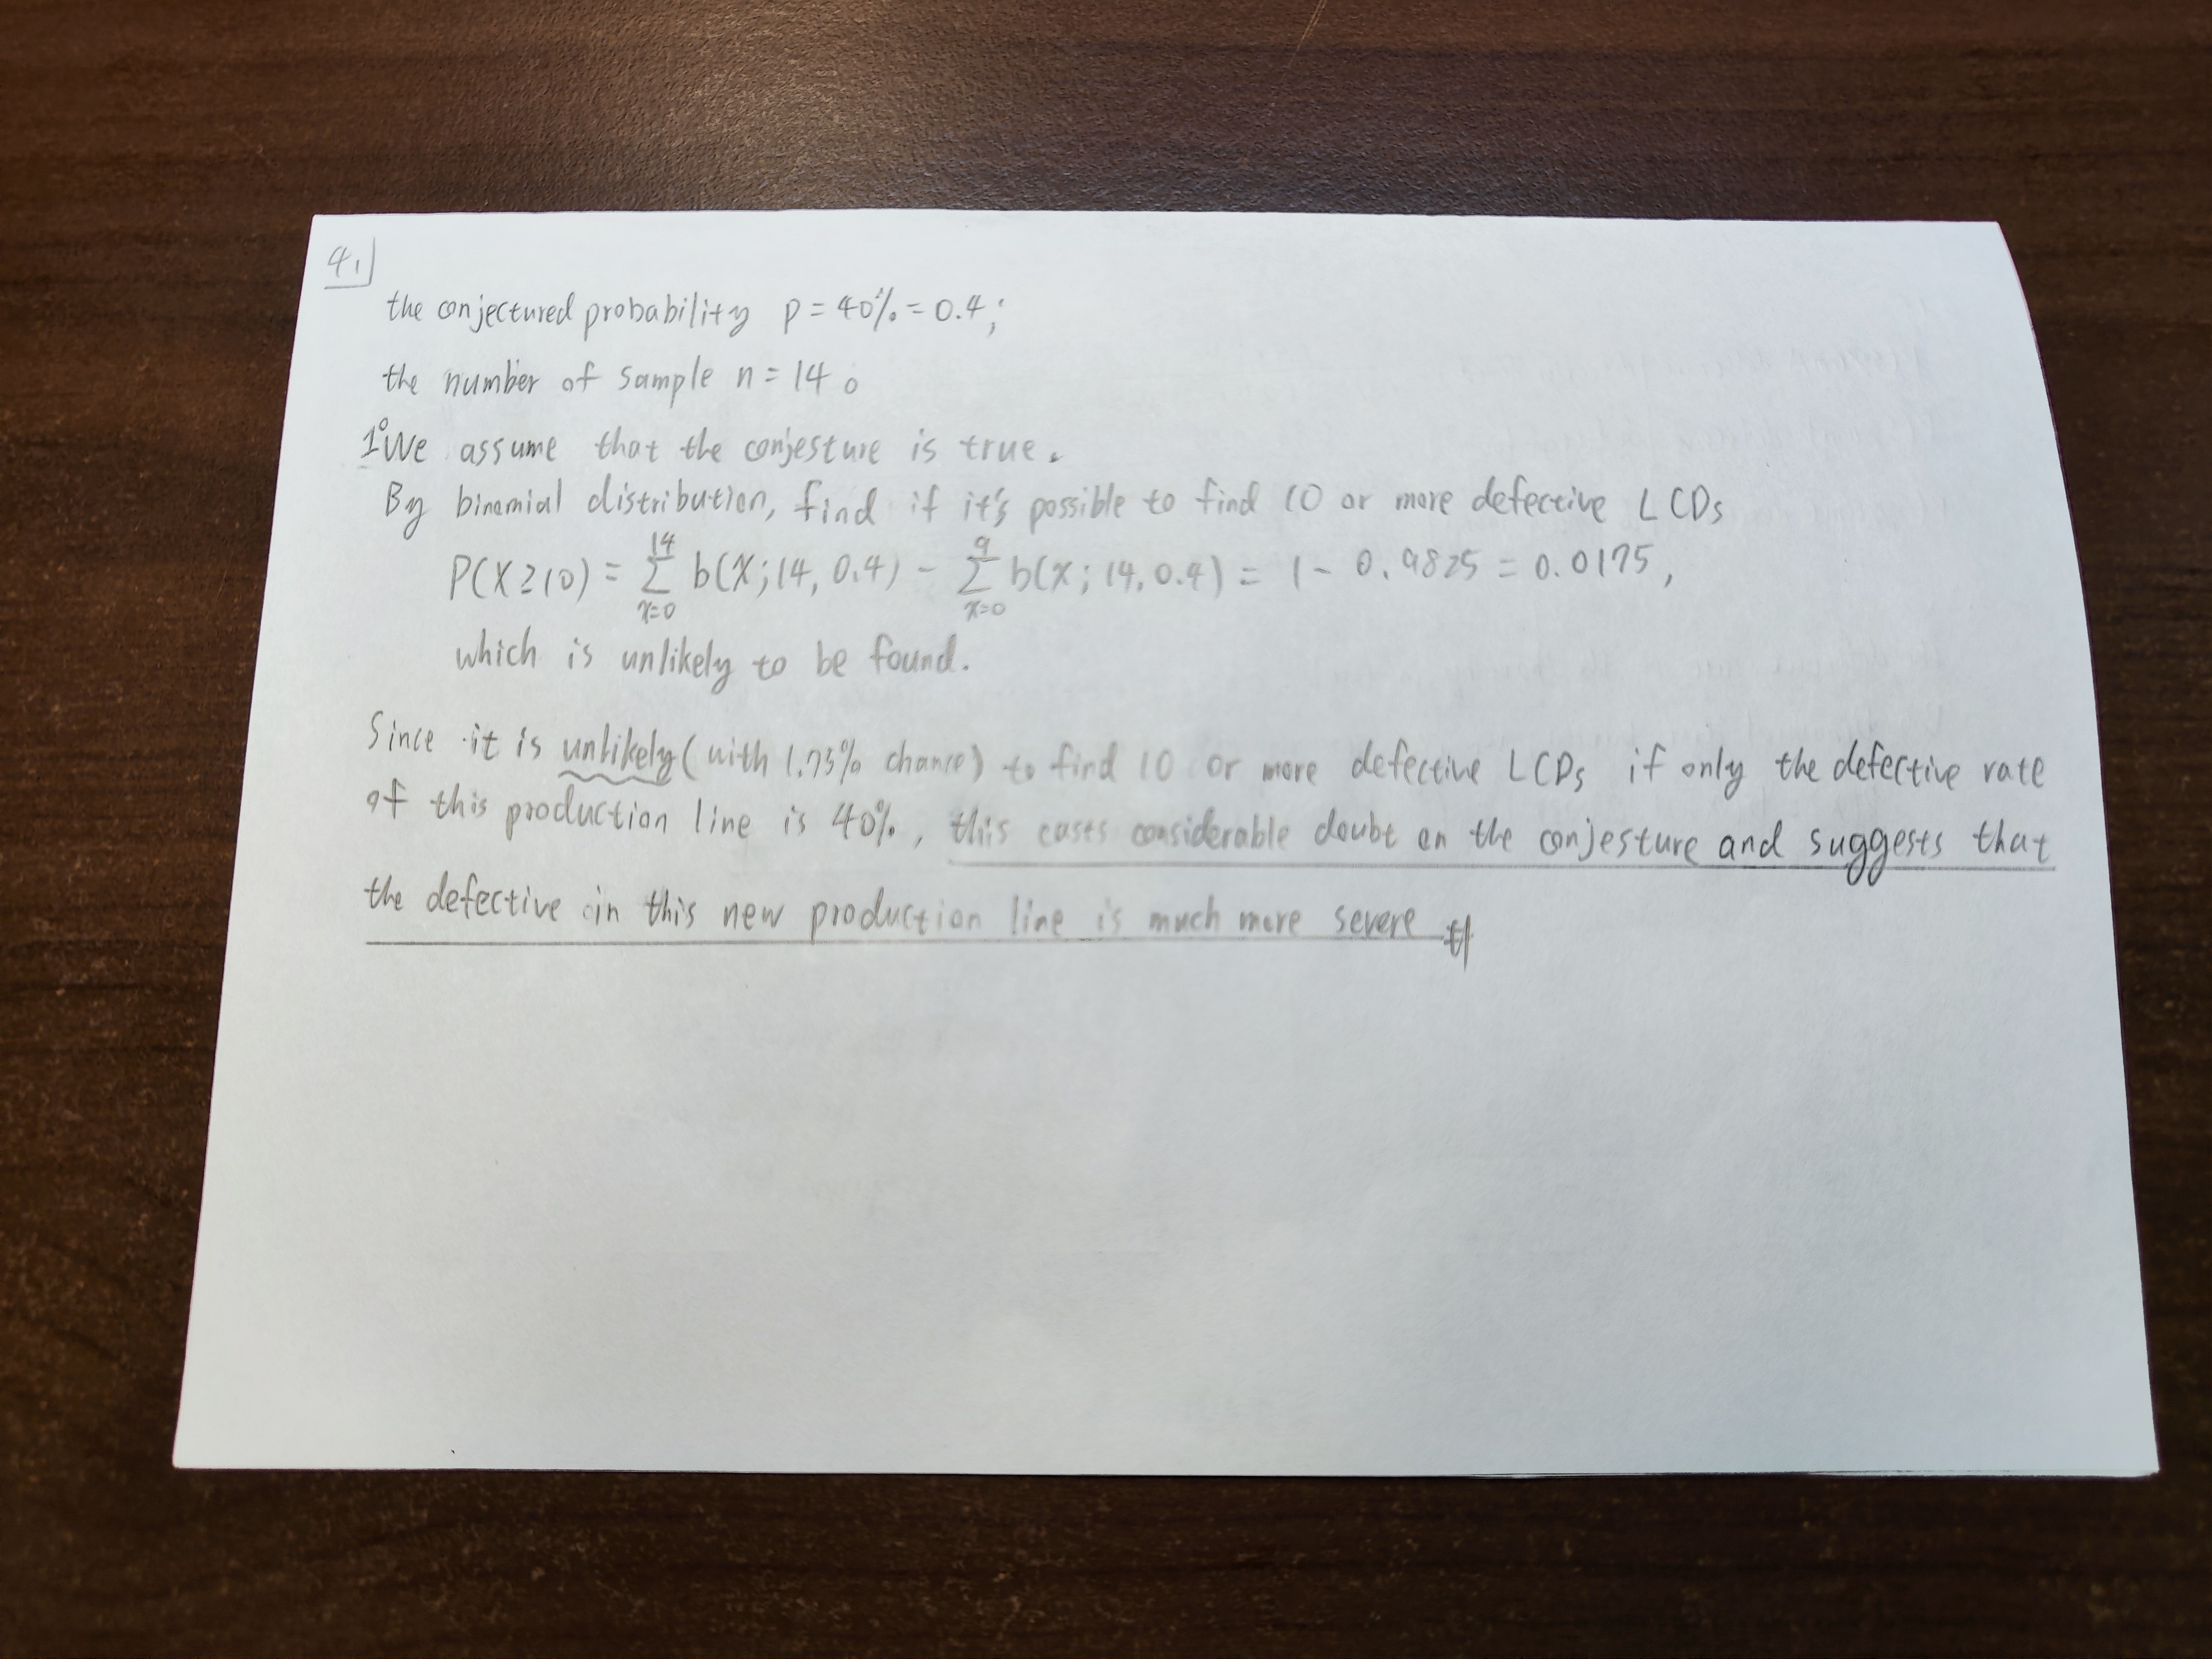 4.
the conjectured probability p = 40% = 0.4;
the number of sample n = 14 。
1° We assume that the conjesture is true.
By binomial distribution, find if it's possible to find 10 or more defective LCDs
P(X ≥ 10) = Σ_{x=0}^{14} b(x; 14, 0.4) - Σ_{x=0}^{9} b(x; 14, 0.4) = 1 - 0.9825 = 0.0175,
which is unlikely to be found.
Since it is unlikely (with 1.75% chance) to find 10 or more defective LCDs if only the defective rate
of this production line is 40%, this casts considerable doubt on the conjesture and suggests that
the defective in this new production line is much more severe #